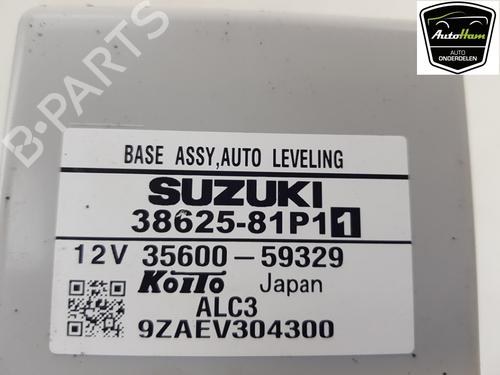 AutoHam
AUTO
ONDERDELEN
B-PARTS
BASE ASSY,AUTO LEVELING
SUZUKI
38625-81P11
12V 35600-59329
KOITO Japan
ALC3
9ZAEV304300